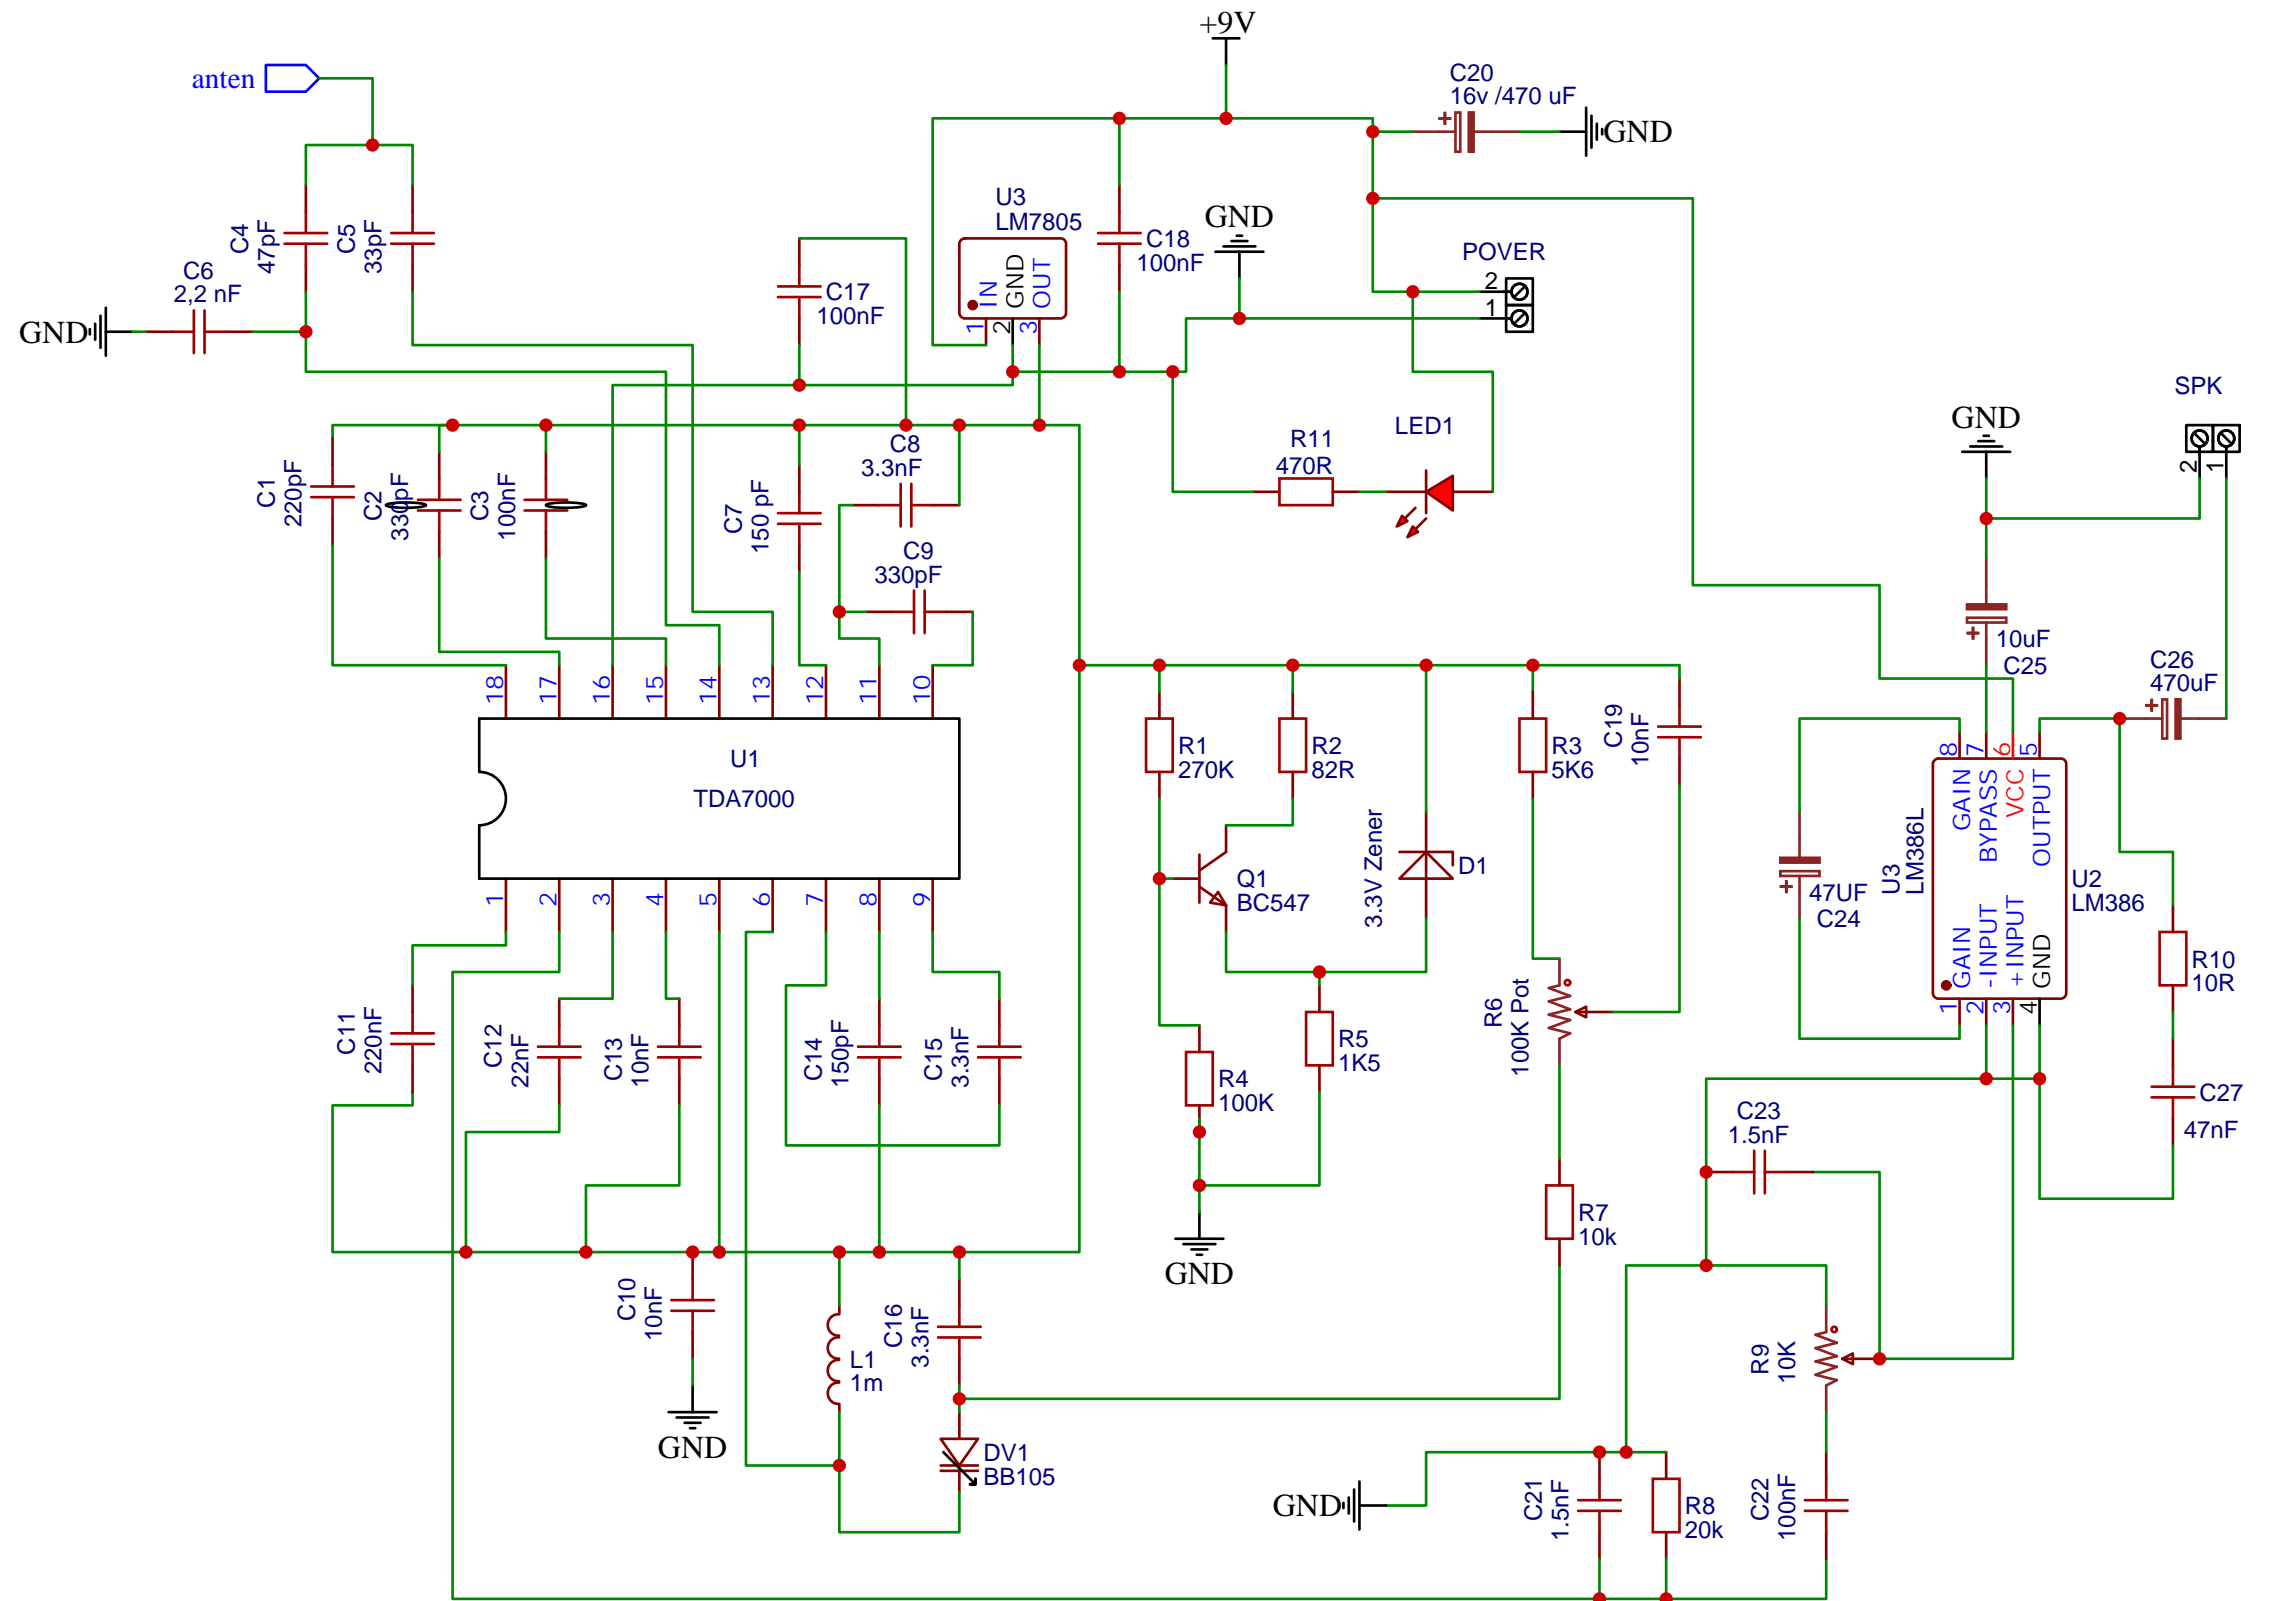 +9V
anten
C20
16v /470 uF
GND
U3
LM7805
IN
GND
OUT
1
2
3
C18
100nF
GND
POVER
2
1
C4
47pF
C5
33pF
C6
2,2 nF
GND
C17
100nF
SPK
2
1
GND
C1
220pF
C2
330pF
C3
100nF
C7
150 pF
C8
3.3nF
C9
330pF
R11
470R
LED1
10uF
C25
C26
470uF
18
17
16
15
14
13
12
11
10
U1
TDA7000
1
2
3
4
5
6
7
8
9
R1
270K
R2
82R
R3
5K6
C19
10nF
Q1
BC547
3.3V Zener
D1
47UF
C24
U3
LM386L
8
7
6
5
GAIN
BYPASS
VCC
OUTPUT
GAIN
-INPUT
+INPUT
GND
1
2
3
4
U2
LM386
R10
10R
C11
220nF
C12
22nF
C13
10nF
C14
150pF
C15
3.3nF
R4
100K
R5
1K5
R6
100K Pot
C23
1.5nF
C27
47nF
R7
10k
GND
C10
10nF
GND
L1
1m
C16
3.3nF
DV1
BB105
R9
10K
GND
C21
1.5nF
R8
20k
C22
100nF